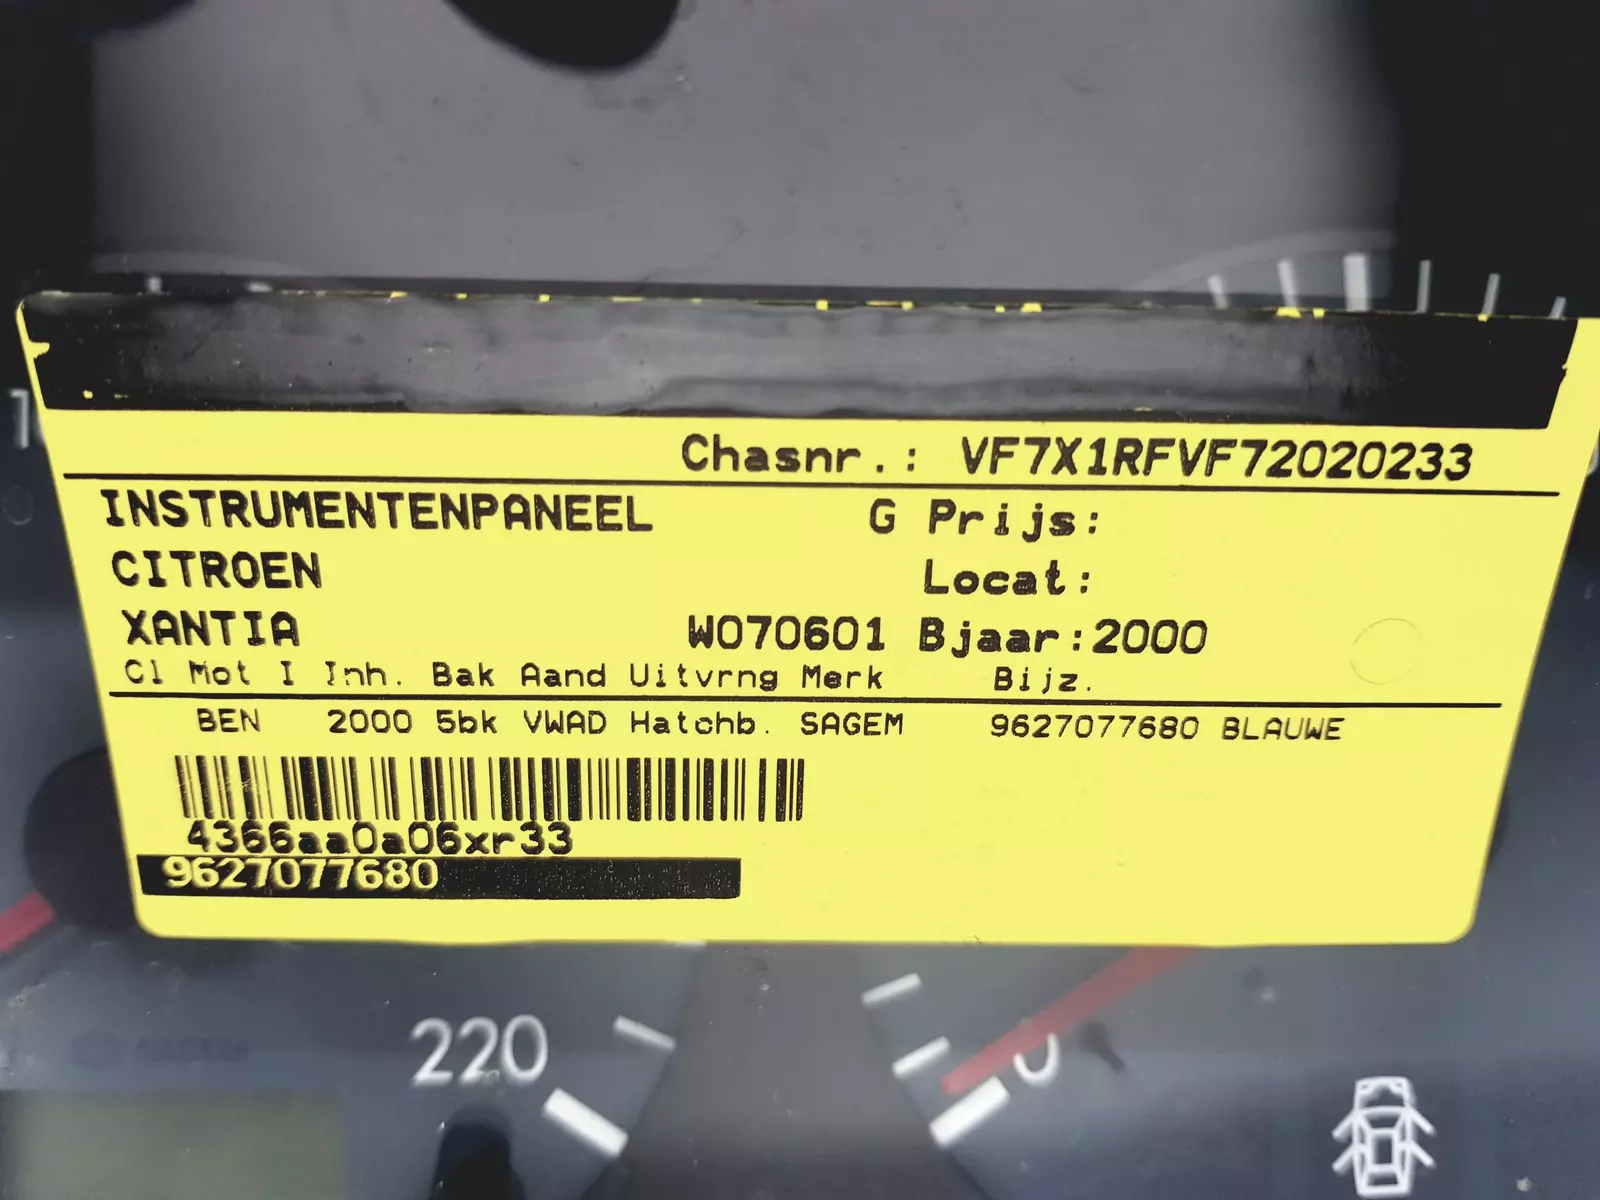 Chasnr.: VF7X1RFVF72020233
INSTRUMENTENPANEEL G Prijs:
CITROEN Locat:
XANTIA W070601 Bjaar:2000
Cl Mot I Inh. Bak Aand Uitvrng Merk Bijz.
BEN 2000 5bk VWAD Hatchb. SAGEM 9627077680 BLAUWE
4366aa0a06xr33
9627077680
220
0